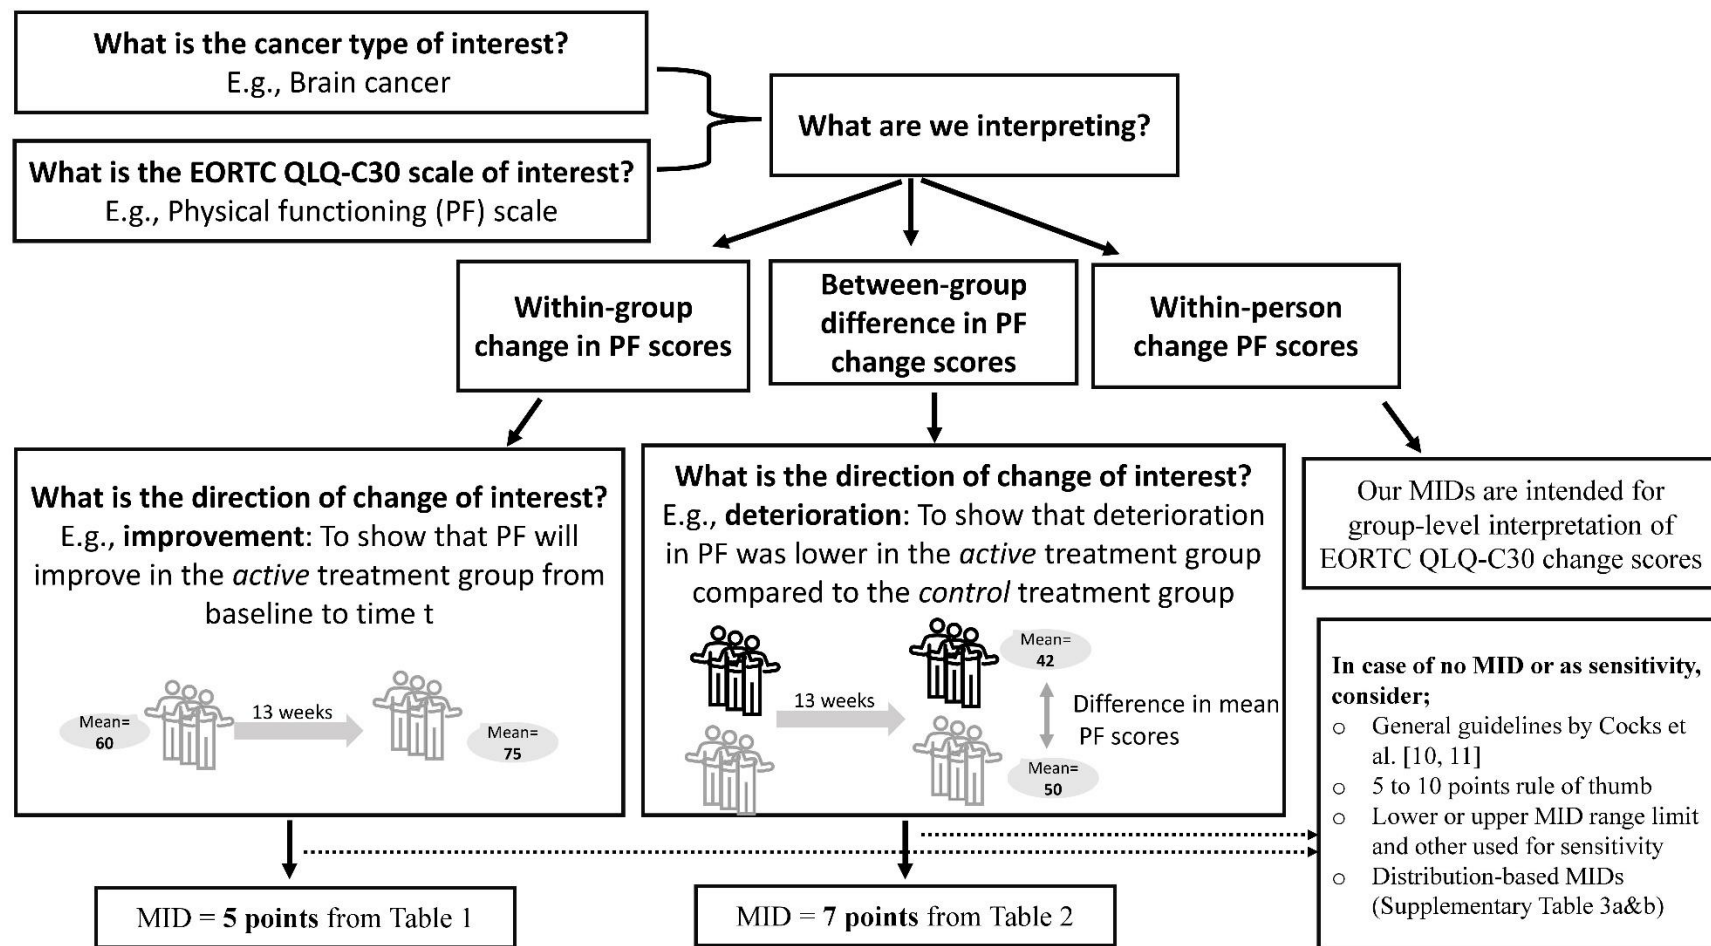 What is the cancer type of interest?
E.g., Brain cancer
What is the EORTC QLQ-C30 scale of interest?
E.g., Physical functioning (PF) scale
What are we interpreting?
Within-group
change in PF scores
Between-group
difference in PF
change scores
Within-person
change PF scores
What is the direction of change of interest?
E.g., improvement: To show that PF will
improve in the active treatment group from
baseline to time t
Mean=
60
13 weeks
Mean=
75
What is the direction of change of interest?
E.g., deterioration: To show that deterioration
in PF was lower in the active treatment group
compared to the control treatment group
13 weeks
Mean=
42
Difference in mean
PF scores
Mean=
50
Our MIDs are intended for
group-level interpretation of
EORTC QLQ-C30 change scores
In case of no MID or as sensitivity,
consider;
o General guidelines by Cocks et
al. [10, 11]
o 5 to 10 points rule of thumb
o Lower or upper MID range limit
and other used for sensitivity
o Distribution-based MIDs
(Supplementary Table 3a&b)
MID = 5 points from Table 1
MID = 7 points from Table 2